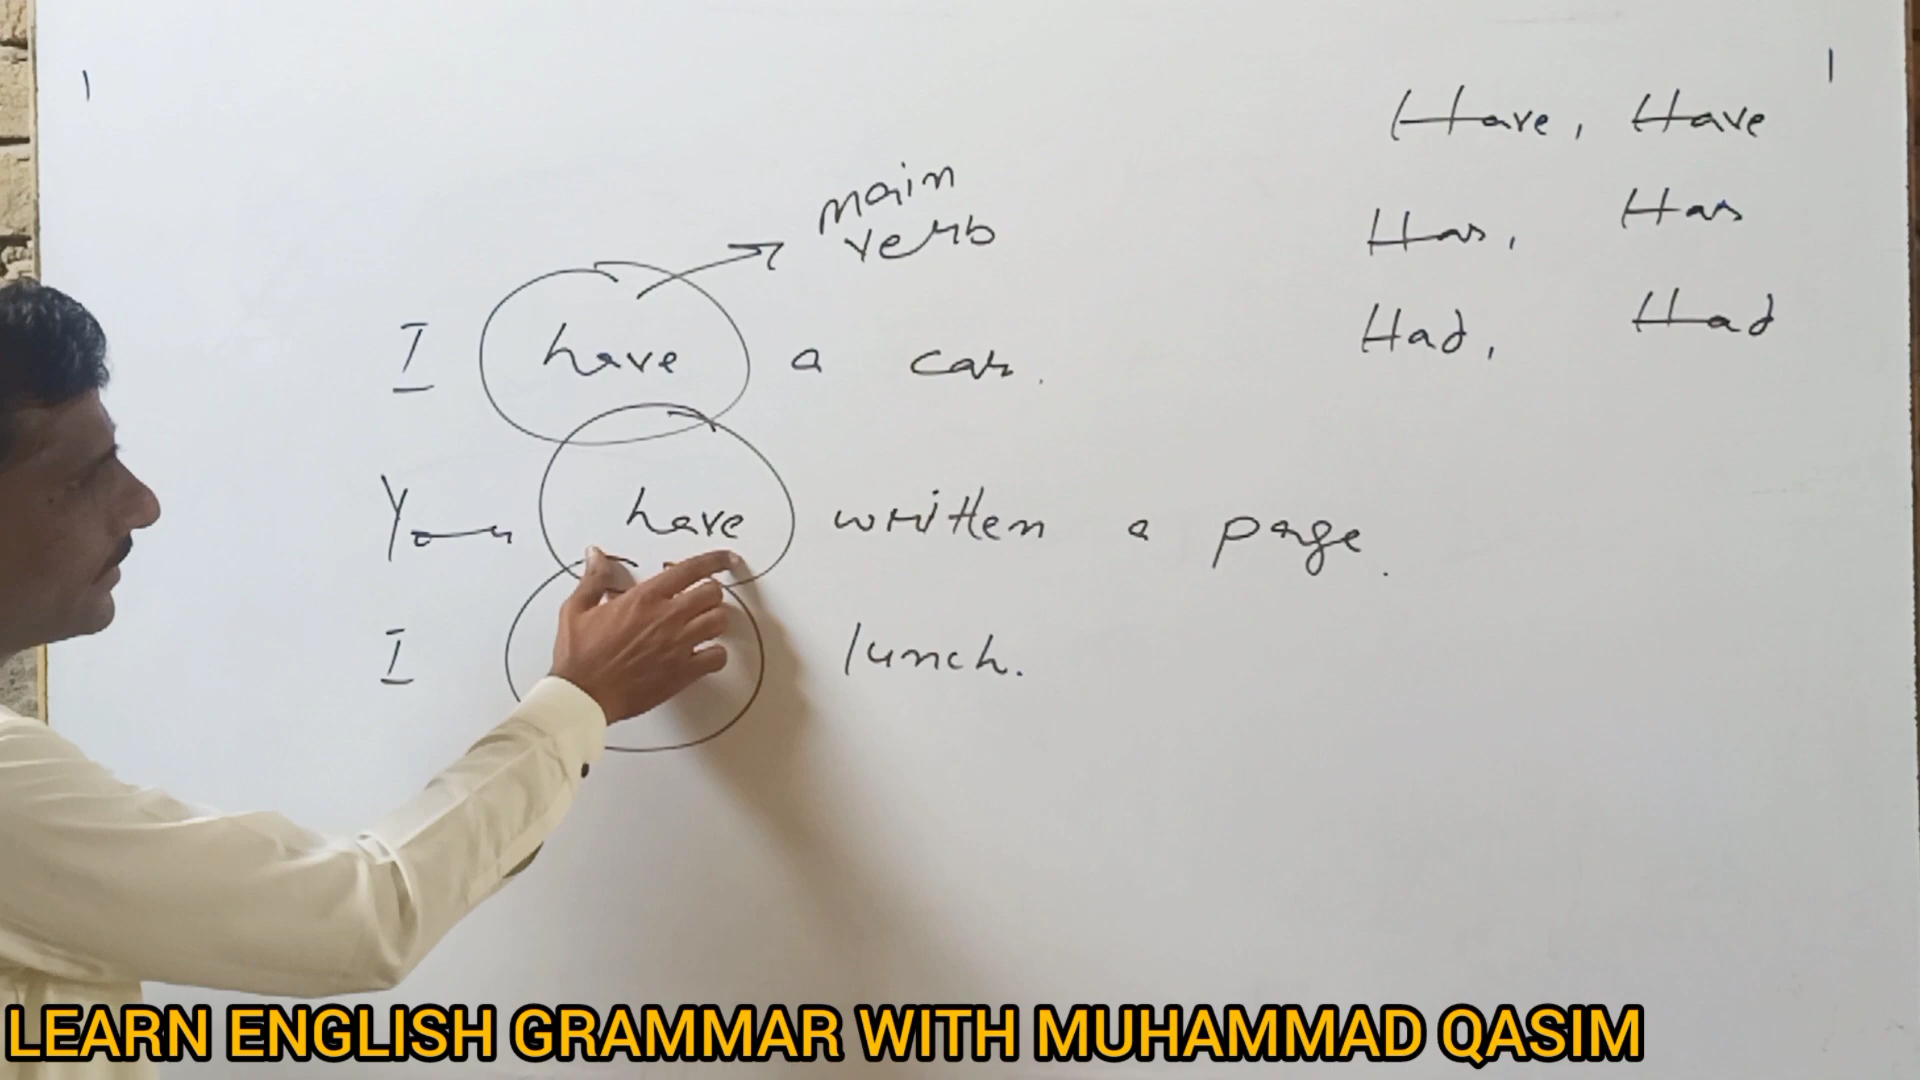 main
verb
I have a car.
You have written a page.
I lunch.
Have, Have
Has, Has
Had, Had
LEARN ENGLISH GRAMMAR WITH MUHAMMAD QASIM